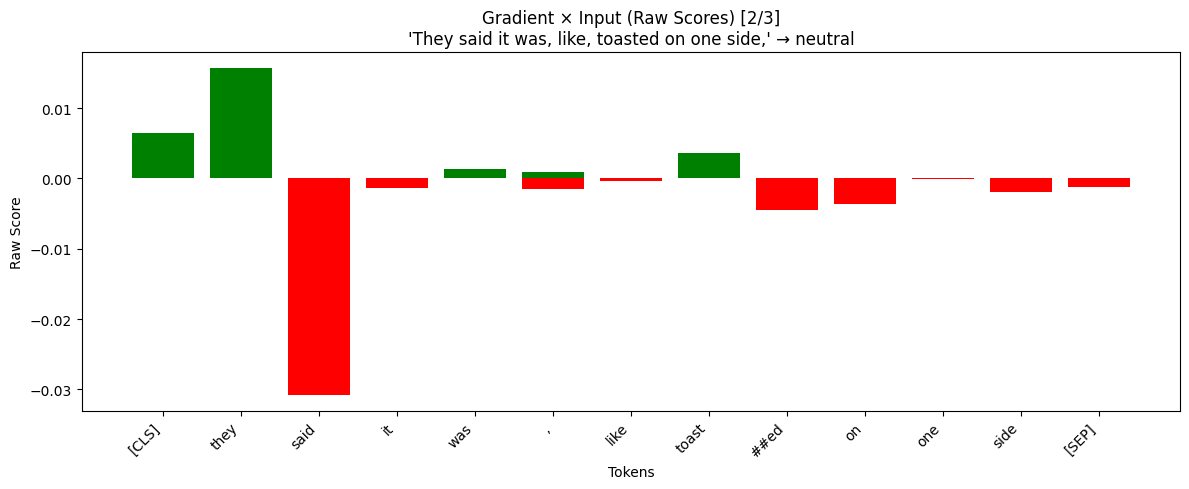 Gradient × Input (Raw Scores) [2/3]
'They said it was, like, toasted on one side,' → neutral
Raw Score
0.01
0.00
−0.01
−0.02
−0.03
[CLS]
they
said
it
was
,
like
toast
##ed
on
one
side
[SEP]
Tokens